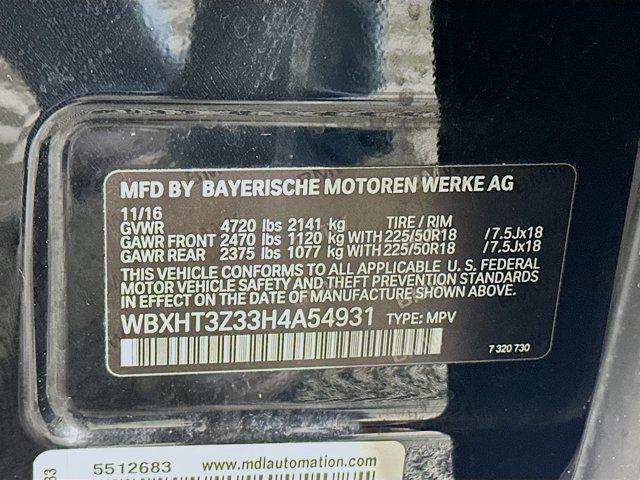 MFD BY BAYERISCHE MOTOREN WERKE AG
11/16
GVWR 4720 lbs 2141 kg TIRE / RIM
GAWR FRONT 2470 lbs 1120 kg WITH 225/50R18 /7.5Jx18
GAWR REAR 2375 lbs 1077 kg WITH 225/50R18 /7.5Jx18
THIS VEHICLE CONFORMS TO ALL APPLICABLE U. S. FEDERAL
MOTOR VEHICLE SAFETY AND THEFT PREVENTION STANDARDS
IN EFFECT ON THE DATE OF MANUFACTURE SHOWN ABOVE.
WBXHT3Z33H4A54931 TYPE: MPV
7 320 730
5512683 www.mdlautomation.com